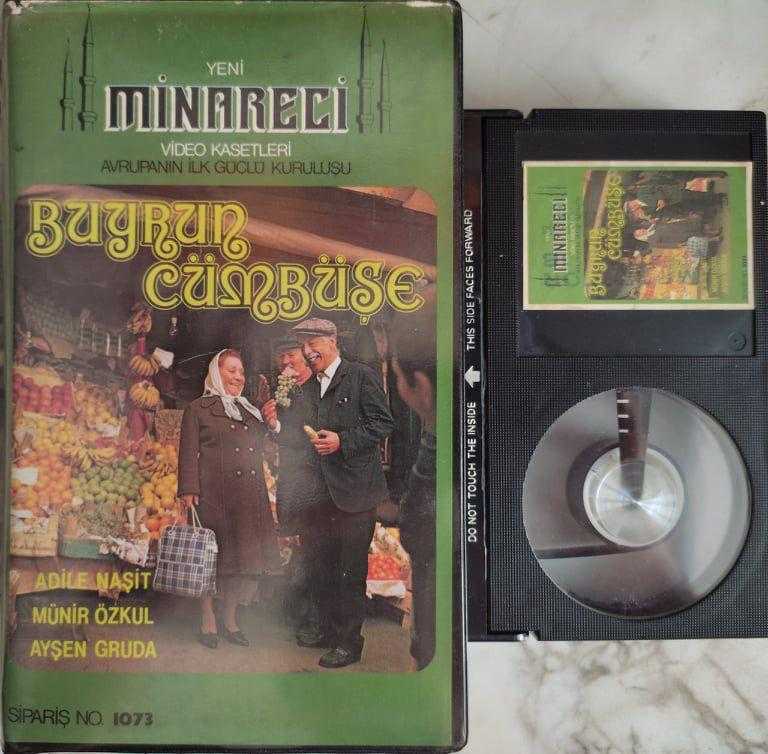 YENİ
MİNARECİ
VİDEO KASETLERİ
AVRUPANIN İLK GÜÇLÜ KURULUŞU
BUYRUN
CÜMBÜŞE
ADİLE NAŞİT
MÜNİR ÖZKUL
AYŞEN GRUDA
SİPARİŞ NO. 1073
DO NOT TOUCH THE INSIDE THIS SIDE FACES FORWARD
MİNARECİ
BUYRUN
CÜMBÜŞE